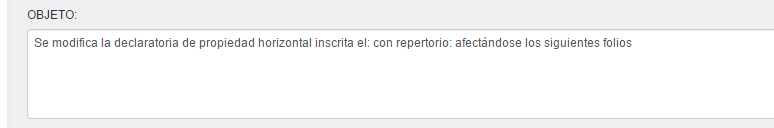 OBJETO:
Se modifica la declaratoria de propiedad horizontal inscrita el: con repertorio: afectándose los siguientes folios